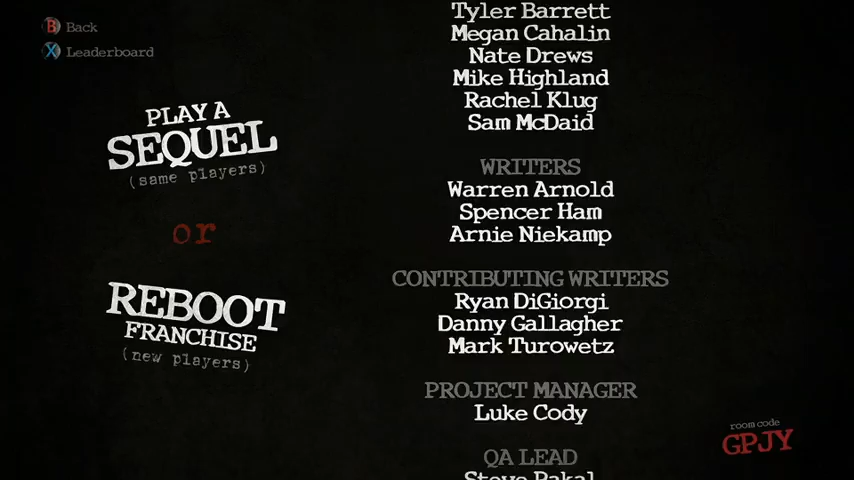 B Back
X Leaderboard
PLAY A
SEQUEL
(same players)
or
REBOOT
FRANCHISE
(new players)
Tyler Barrett
Megan Cahalin
Nate Drews
Mike Highland
Rachel Klug
Sam McDaid
WRITERS
Warren Arnold
Spencer Ham
Arnie Niekamp
CONTRIBUTING WRITERS
Ryan DiGiorgi
Danny Gallagher
Mark Turowetz
PROJECT MANAGER
Luke Cody
QA LEAD
room code
GPJY